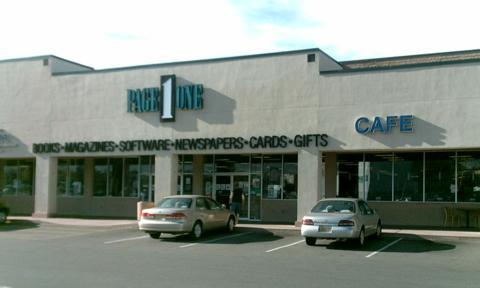 PAGE 1 ONE
BOOKS • MAGAZINES • SOFTWARE • NEWSPAPERS • CARDS • GIFTS
CAFE